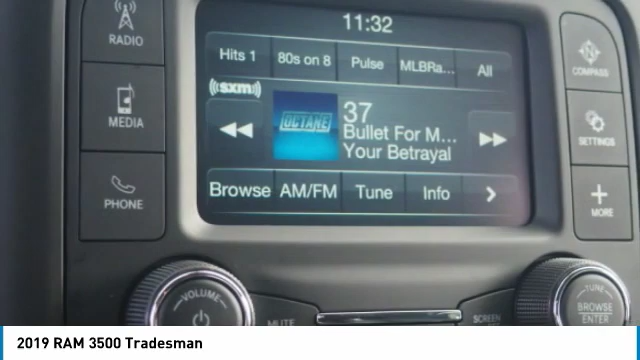 11:32
RADIO
Hits 1 80s on 8 Pulse MLBRa... All
COMPASS
((sxm))
MEDIA
OCTANE
37
Bullet For M...
Your Betrayal
SETTINGS
PHONE
Browse AM/FM Tune Info >
MORE
VOLUME
MUTE
SCREEN
TUNE
BROWSE
ENTER
2019 RAM 3500 Tradesman